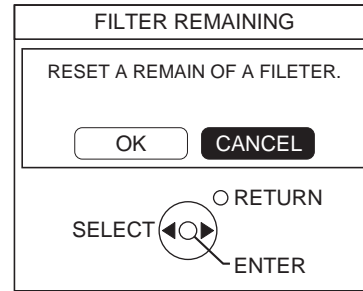 FILTER REMAINING
RESET A REMAIN OF A FILETER.
OK CANCEL
RETURN
SELECT
ENTER